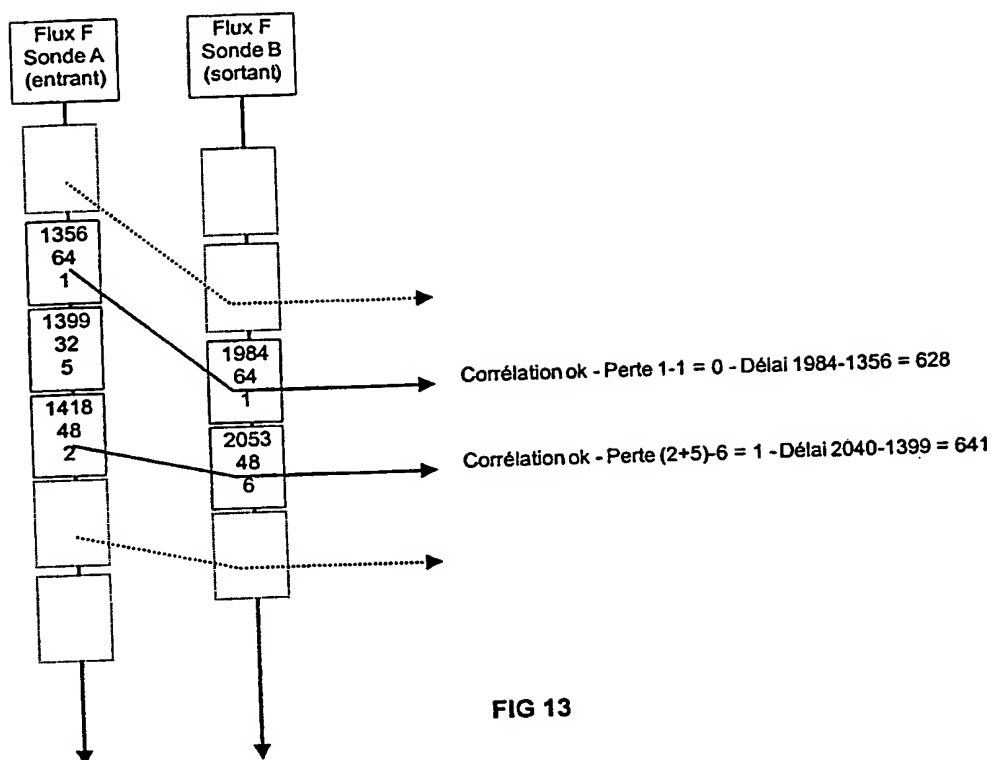 Flux F
Sonde A
(entrant)
Flux F
Sonde B
(sortant)
1356
64
1
1399
32
5
1418
48
2
1984
64
1
2053
48
6
Corrélation ok - Perte 1-1 = 0 - Délai 1984-1356 = 628
Corrélation ok - Perte (2+5)-6 = 1 - Délai 2040-1399 = 641
FIG 13